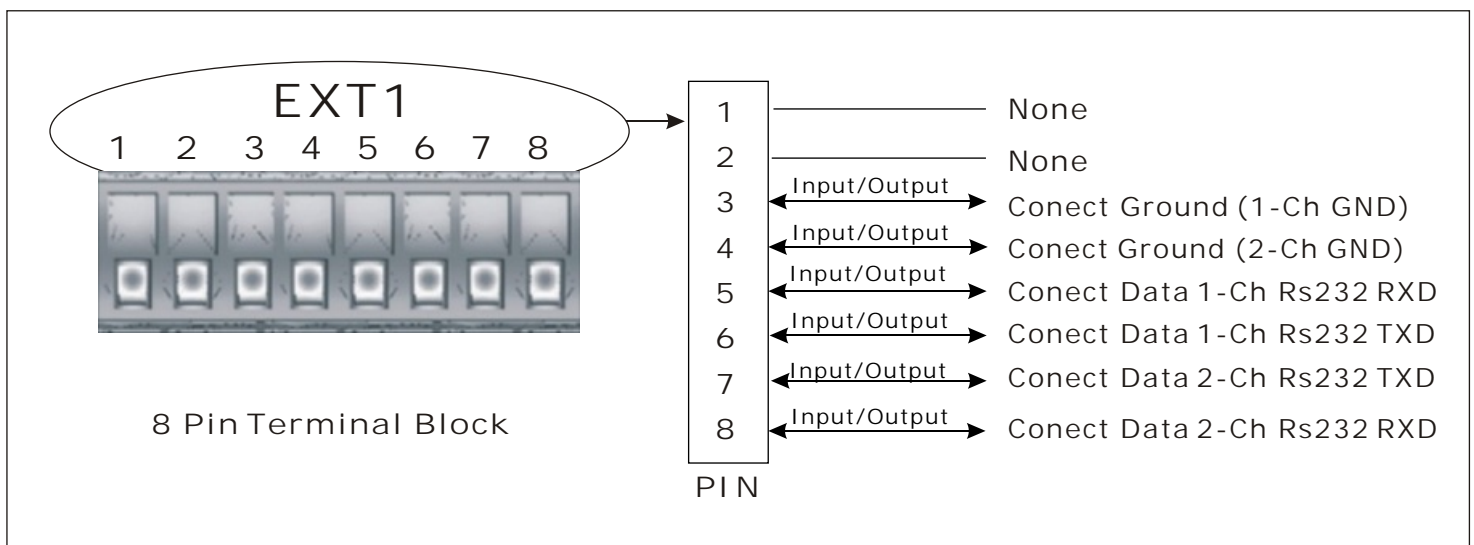 EXT1
1 2 3 4 5 6 7 8
8 Pin Terminal Block
1 None
2 None
3 Input/Output Conect Ground (1-Ch GND)
4 Input/Output Conect Ground (2-Ch GND)
5 Input/Output Conect Data 1-Ch Rs232 RXD
6 Input/Output Conect Data 1-Ch Rs232 TXD
7 Input/Output Conect Data 2-Ch Rs232 TXD
8 Input/Output Conect Data 2-Ch Rs232 RXD
PIN